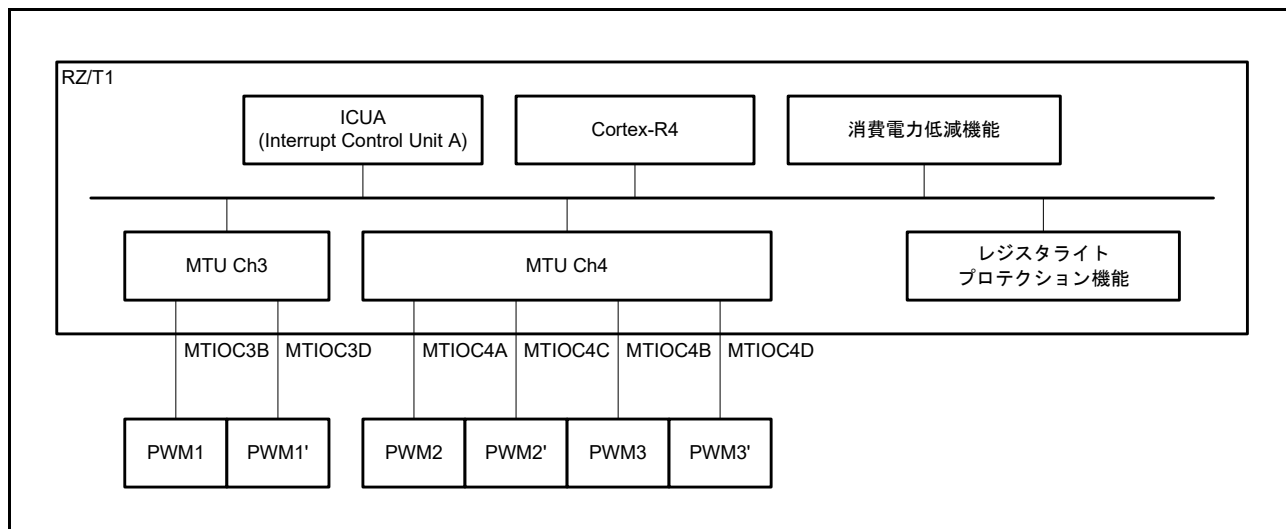 RZ/T1
ICUA
(Interrupt Control Unit A)
Cortex-R4
消費電力低減機能
MTU Ch3
MTU Ch4
レジスタライト
プロテクション機能
MTIOC3B
MTIOC3D
MTIOC4A
MTIOC4C
MTIOC4B
MTIOC4D
PWM1
PWM1'
PWM2
PWM2'
PWM3
PWM3'